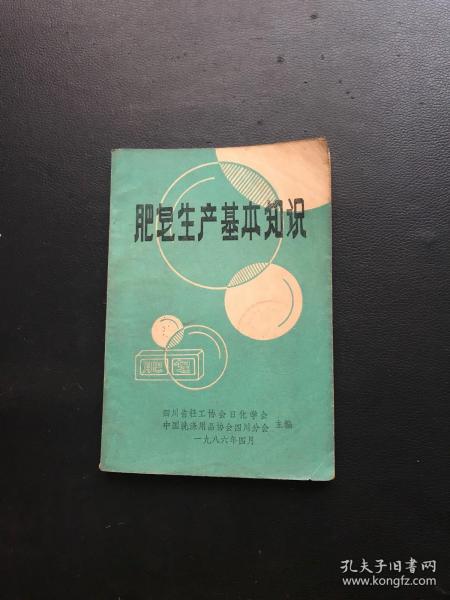 肥皂生产基本知识
肥皂
四川省轻工协会日化学会
中国洗涤用品协会四川分会 主编
一九八六年四月
孔夫子旧书网
www.kongfz.com